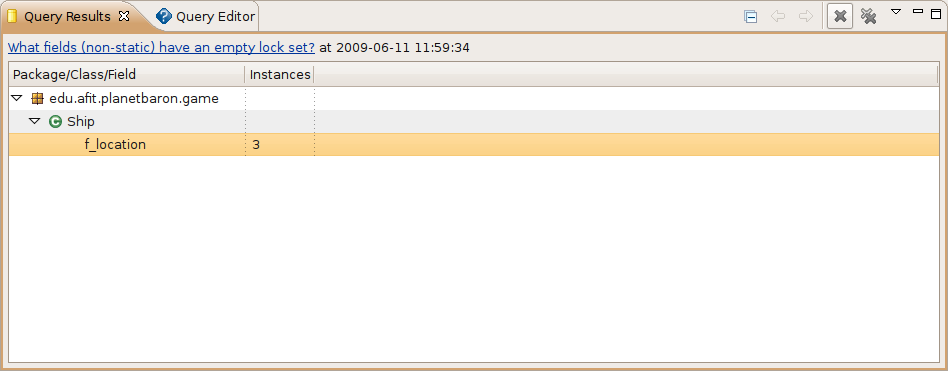 Query Results Query Editor
What fields (non-static) have an empty lock set? at 2009-06-11 11:59:34
Package/Class/Field Instances
edu.afit.planetbaron.game
Ship
f_location 3